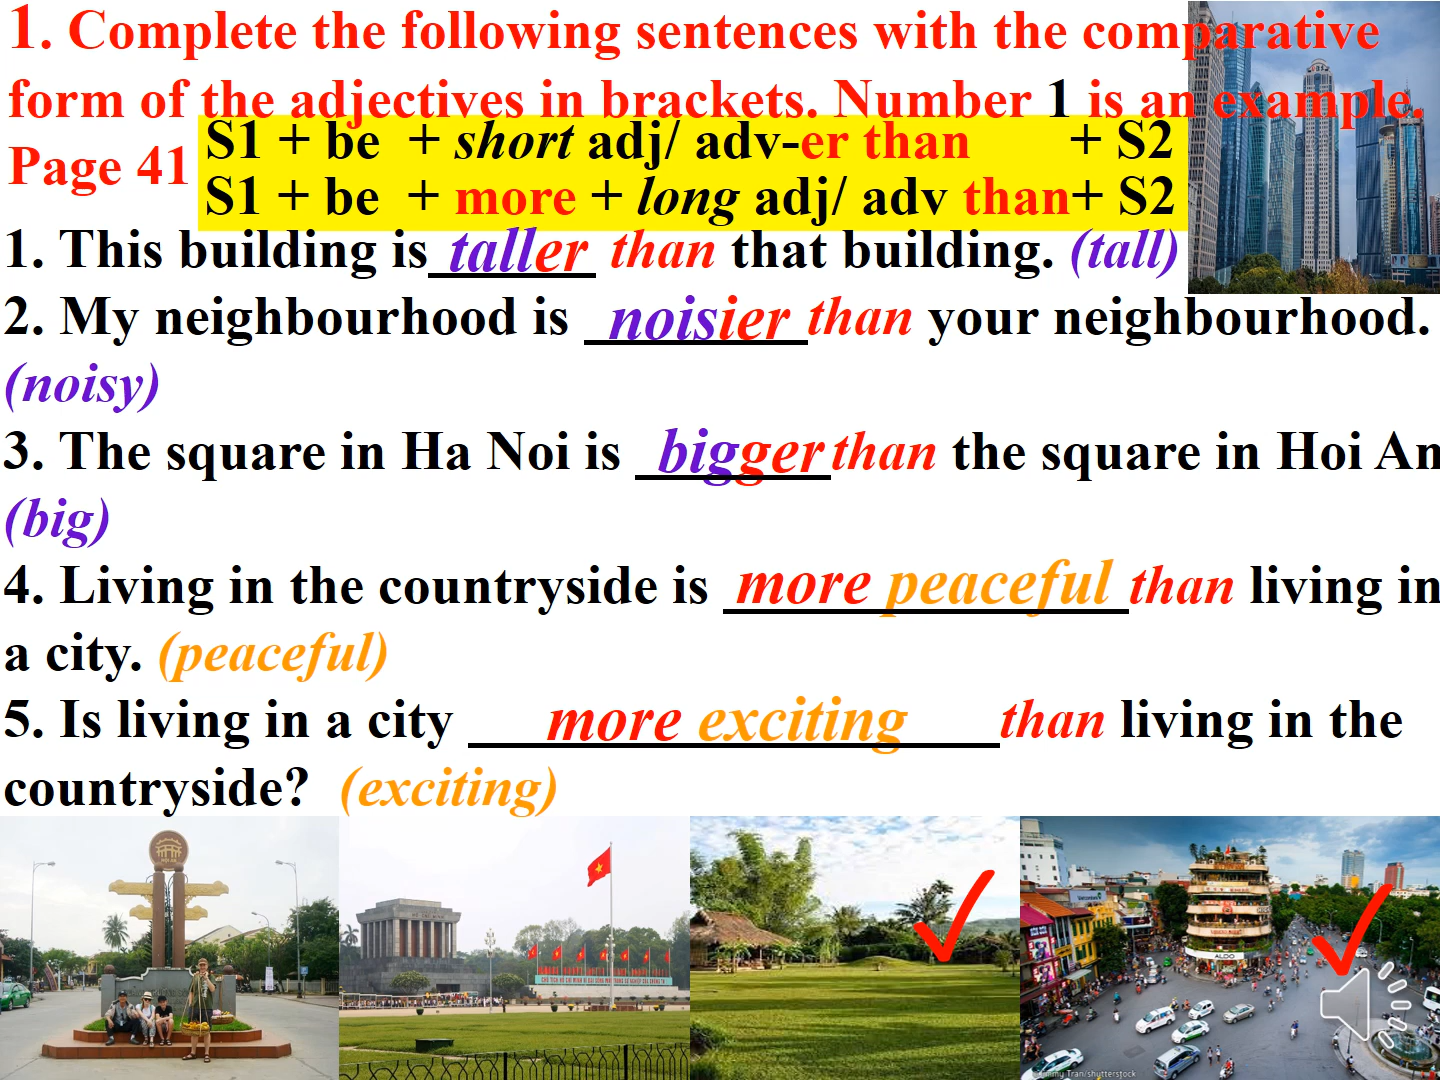 1. Complete the following sentences with the comparative
form of the adjectives in brackets. Number 1 is an example.
Page 41
S1 + be + short adj/ adv-er than + S2
S1 + be + more + long adj/ adv than+ S2
1. This building is taller than that building. (tall)
2. My neighbourhood is noisier than your neighbourhood.
(noisy)
3. The square in Ha Noi is bigger than the square in Hoi An
(big)
4. Living in the countryside is more peaceful than living in
a city. (peaceful)
5. Is living in a city more exciting than living in the
countryside? (exciting)
ALDO